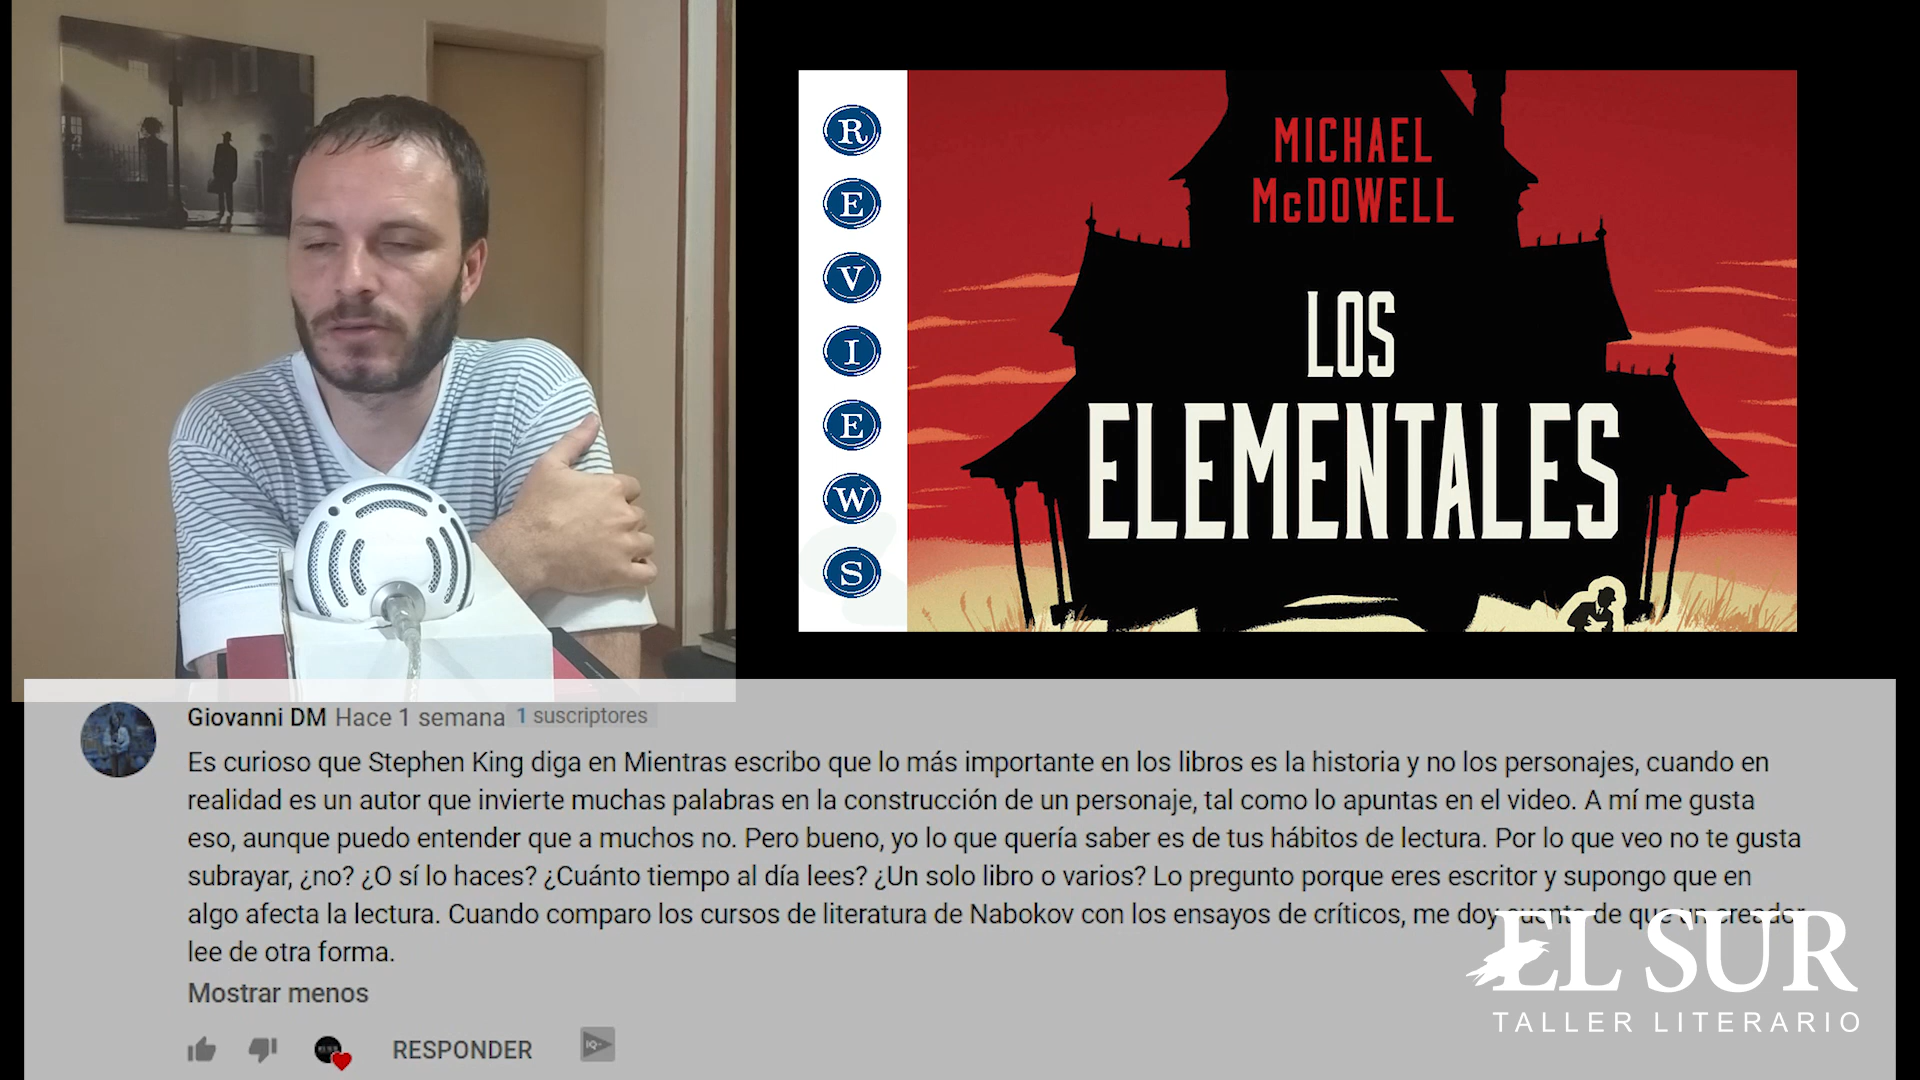 REVIEWS
MICHAEL
McDOWELL
LOS
ELEMENTALES
Giovanni DM Hace 1 semana 1 suscriptores
Es curioso que Stephen King diga en Mientras escribo que lo más importante en los libros es la historia y no los personajes, cuando en
realidad es un autor que invierte muchas palabras en la construcción de un personaje, tal como lo apuntas en el video. A mí me gusta
eso, aunque puedo entender que a muchos no. Pero bueno, yo lo que quería saber es de tus hábitos de lectura. Por lo que veo no te gusta
subrayar, ¿no? ¿O sí lo haces? ¿Cuánto tiempo al día lees? ¿Un solo libro o varios? Lo pregunto porque eres escritor y supongo que en
algo afecta la lectura. Cuando comparo los cursos de literatura de Nabokov con los ensayos de críticos, me doy cuenta de que un creador
lee de otra forma.
Mostrar menos
RESPONDER
EL SUR
TALLER LITERARIO